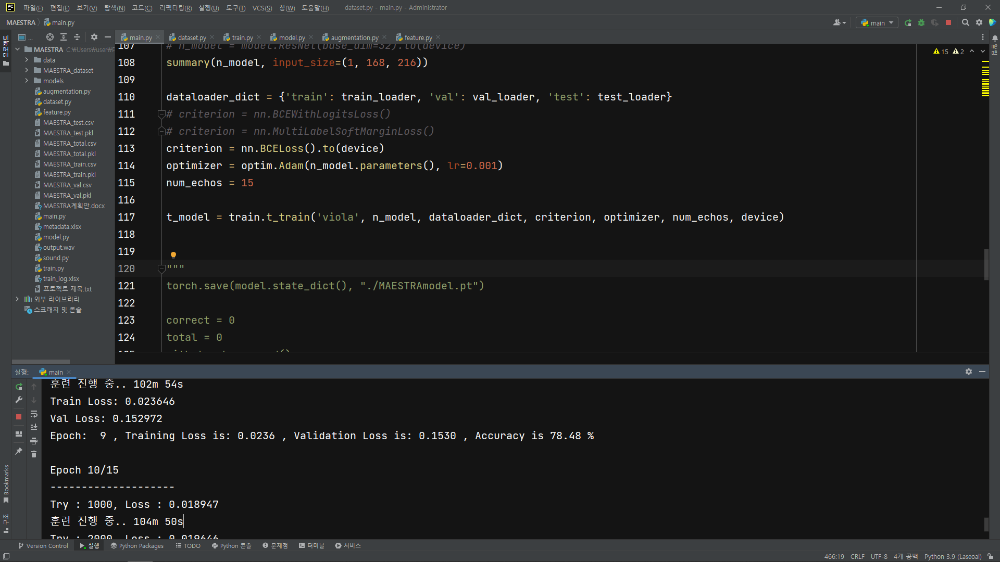 PC 파일(F) 편집(E) 보기(V) 탐색(N) 코드(C) 리팩터링(R) 실행(U) 도구(T) VCS(S) 창(W) 도움말(H) dataset.py - main.py - Administrator
MAESTRA main.py
main
프로젝트
...
main.py dataset.py train.py model.py augmentation.py feature.py
알림
MAESTRA C:₩Users₩user₩P
data
MAESTRA_dataset
models
augmentation.py
dataset.py
feature.py
MAESTRA_test.csv
MAESTRA_test.pkl
MAESTRA_total.csv
MAESTRA_total.pkl
MAESTRA_train.csv
MAESTRA_train.pkl
MAESTRA_val.csv
MAESTRA_val.pkl
MAESTRA계획안.docx
main.py
metadata.xlsx
model.py
output.wav
sound.py
train.py
train_log.xlsx
프로젝트 제목.txt
외부 라이브러리
스크래치 및 콘솔
15 2
107 # n_model = model.ResNet(base_dim=32).to(device)
108 summary(n_model, input_size=(1, 168, 216))
109
110 dataloader_dict = {'train': train_loader, 'val': val_loader, 'test': test_loader}
111 # criterion = nn.BCEWithLogitsLoss()
112 # criterion = nn.MultiLabelSoftMarginLoss()
113 criterion = nn.BCELoss().to(device)
114 optimizer = optim.Adam(n_model.parameters(), lr=0.001)
115 num_echos = 15
116
117 t_model = train.t_train('viola', n_model, dataloader_dict, criterion, optimizer, num_echos, device)
118
119
120 """
121 torch.save(model.state_dict(), "./MAESTRAmodel.pt")
122
123 correct = 0
124 total = 0
실행: main
훈련 진행 중.. 102m 54s
Train Loss: 0.023646
Val Loss: 0.152972
Epoch:  9 , Training Loss is: 0.0236 , Validation Loss is: 0.1530 , Accuracy is 78.48 %
Epoch 10/15
--------------------
Try : 1000, Loss : 0.018947
훈련 진행 중.. 104m 50s
Try : 2000, Loss : 0.019646
Bookmarks
구조
Version Control 실행 Python Packages TODO Python 콘솔 문제점 터미널 서비스
466:19 CRLF UTF-8 4개 공백 Python 3.9 (Laseoal)